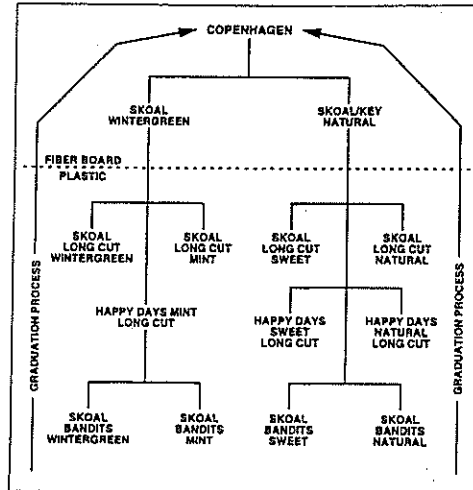 COPENHAGEN
SKOAL
WINTERGREEN
SKOAL/KEY
NATURAL
FIBER BOARD
PLASTIC
SKOAL
LONG CUT
WINTERGREEN
SKOAL
LONG CUT
MINT
SKOAL
LONG CUT
SWEET
SKOAL
LONG CUT
NATURAL
HAPPY DAYS MINT
LONG CUT
HAPPY DAYS
SWEET
LONG CUT
HAPPY DAYS
NATURAL
LONG CUT
SKOAL
BANDITS
WINTERGREEN
SKOAL
BANDITS
MINT
SKOAL
BANDITS
SWEET
SKOAL
BANDITS
NATURAL
GRADUATION PROCESS
GRADUATION PROCESS